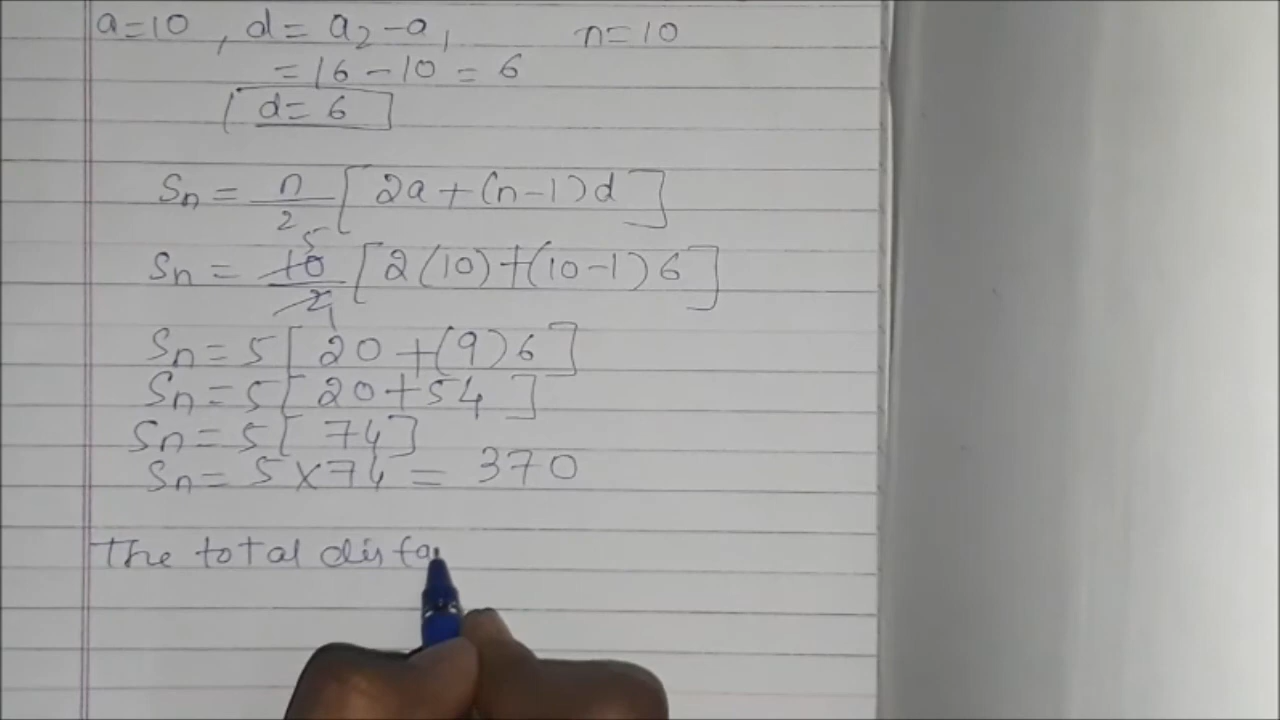 a=10 , d= a₂-a₁ n=10
=16-10 = 6
d= 6
Sn = n/2 [2a+(n-1)d]
Sn = 10/2 [2(10)+(10-1)6]
5 1
Sn = 5[20+(9)6]
Sn = 5[20+54]
Sn = 5[74]
Sn = 5×74 = 370
The total dista